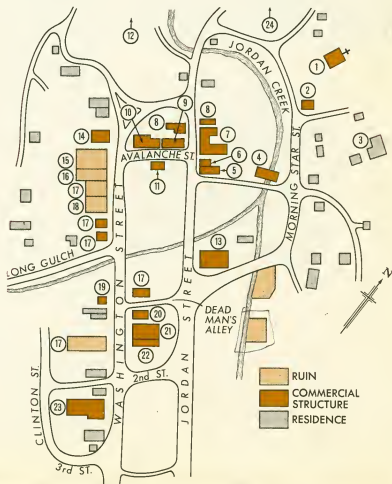 12
24
JORDAN CREEK
1
2
10
8
9
8
14
7
3
AVALANCHE ST.
6
4
15
16
11
5
MORNING STAR ST.
17
18
17
17
LONG GULCH
13
WASHINGTON STREET
JORDAN STREET
N
19
17
DEAD
MAN'S
ALLEY
20
21
17
22
2nd ST.
CLINTON ST.
23
3rd ST.
RUIN
COMMERCIAL
STRUCTURE
RESIDENCE